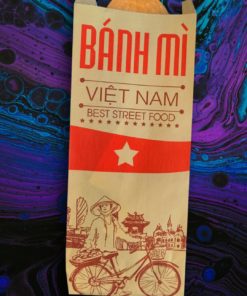 BÁNH MÌ
VIỆT NAM
BEST STREET FOOD